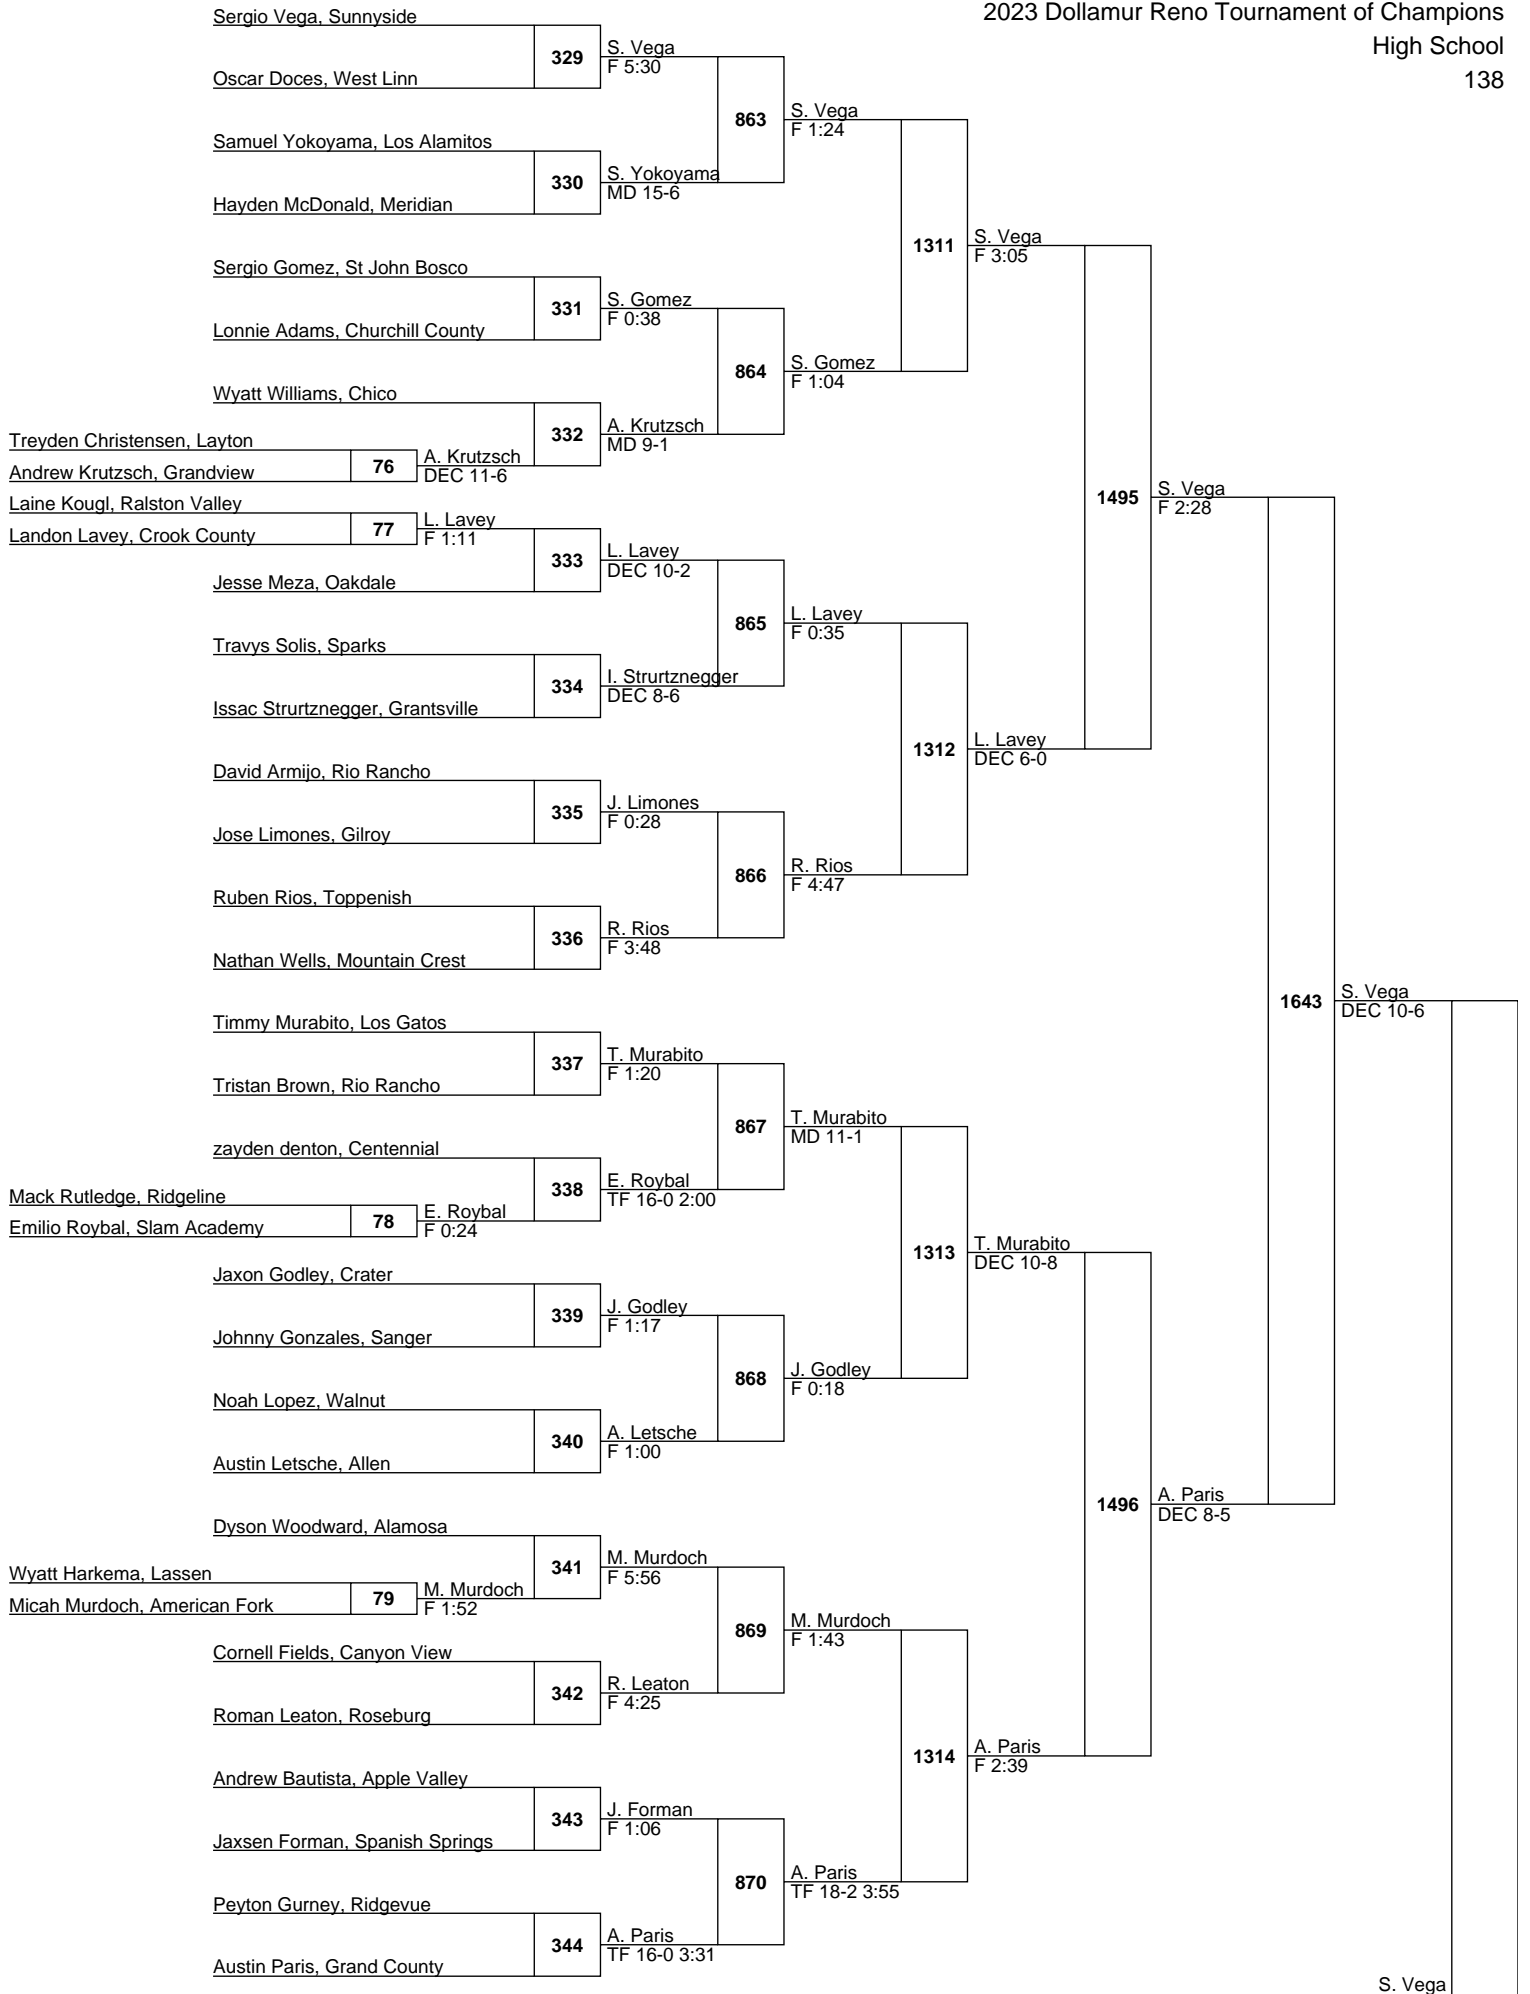 2023 Dollamur Reno Tournament of Champions
High School
138
Sergio Vega, Sunnyside
329
S. Vega
F 5:30
Oscar Doces, West Linn
863
S. Vega
F 1:24
Samuel Yokoyama, Los Alamitos
330
S. Yokoyama
MD 15-6
Hayden McDonald, Meridian
1311
S. Vega
F 3:05
Sergio Gomez, St John Bosco
331
S. Gomez
F 0:38
Lonnie Adams, Churchill County
864
S. Gomez
F 1:04
Wyatt Williams, Chico
332
A. Krutzsch
MD 9-1
Treyden Christensen, Layton
76
A. Krutzsch
DEC 11-6
Andrew Krutzsch, Grandview
1495
S. Vega
F 2:28
Laine Kougl, Ralston Valley
77
L. Lavey
F 1:11
Landon Lavey, Crook County
333
L. Lavey
DEC 10-2
Jesse Meza, Oakdale
865
L. Lavey
F 0:35
Travys Solis, Sparks
334
I. Strurtznegger
DEC 8-6
Issac Strurtznegger, Grantsville
1312
L. Lavey
DEC 6-0
David Armijo, Rio Rancho
335
J. Limones
F 0:28
Jose Limones, Gilroy
866
R. Rios
F 4:47
Ruben Rios, Toppenish
336
R. Rios
F 3:48
Nathan Wells, Mountain Crest
1643
S. Vega
DEC 10-6
Timmy Murabito, Los Gatos
337
T. Murabito
F 1:20
Tristan Brown, Rio Rancho
867
T. Murabito
MD 11-1
zayden denton, Centennial
338
E. Roybal
TF 16-0 2:00
Mack Rutledge, Ridgeline
78
E. Roybal
F 0:24
Emilio Roybal, Slam Academy
1313
T. Murabito
DEC 10-8
Jaxon Godley, Crater
339
J. Godley
F 1:17
Johnny Gonzales, Sanger
868
J. Godley
F 0:18
Noah Lopez, Walnut
340
A. Letsche
F 1:00
Austin Letsche, Allen
1496
A. Paris
DEC 8-5
Dyson Woodward, Alamosa
341
M. Murdoch
F 5:56
Wyatt Harkema, Lassen
79
M. Murdoch
F 1:52
Micah Murdoch, American Fork
869
M. Murdoch
F 1:43
Cornell Fields, Canyon View
342
R. Leaton
F 4:25
Roman Leaton, Roseburg
1314
A. Paris
F 2:39
Andrew Bautista, Apple Valley
343
J. Forman
F 1:06
Jaxsen Forman, Spanish Springs
870
A. Paris
TF 18-2 3:55
Peyton Gurney, Ridgevue
344
A. Paris
TF 16-0 3:31
Austin Paris, Grand County
S. Vega